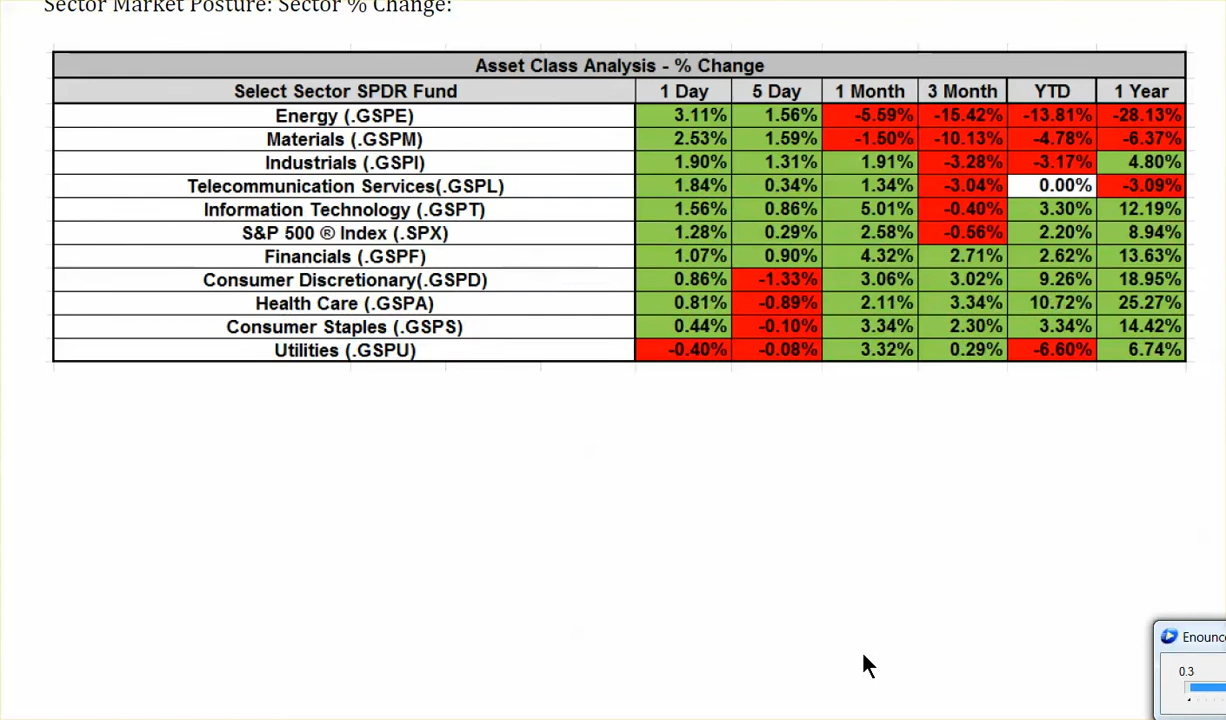 Sector Market Posture: Sector % Change:
Asset Class Analysis - % Change
Select Sector SPDR Fund 1 Day 5 Day 1 Month 3 Month YTD 1 Year
Energy (.GSPE) 3.11% 1.56% -5.59% -15.42% -13.81% -28.13%
Materials (.GSPM) 2.53% 1.59% -1.50% -10.13% -4.78% -6.37%
Industrials (.GSPI) 1.90% 1.31% 1.91% -3.28% -3.17% 4.80%
Telecommunication Services(.GSPL) 1.84% 0.34% 1.34% -3.04% 0.00% -3.09%
Information Technology (.GSPT) 1.56% 0.86% 5.01% -0.40% 3.30% 12.19%
S&P 500 ® Index (.SPX) 1.28% 0.29% 2.58% -0.56% 2.20% 8.94%
Financials (.GSPF) 1.07% 0.90% 4.32% 2.71% 2.62% 13.63%
Consumer Discretionary(.GSPD) 0.86% -1.33% 3.06% 3.02% 9.26% 18.95%
Health Care (.GSPA) 0.81% -0.89% 2.11% 3.34% 10.72% 25.27%
Consumer Staples (.GSPS) 0.44% -0.10% 3.34% 2.30% 3.34% 14.42%
Utilities (.GSPU) -0.40% -0.08% 3.32% 0.29% -6.60% 6.74%
Enounc
0.3